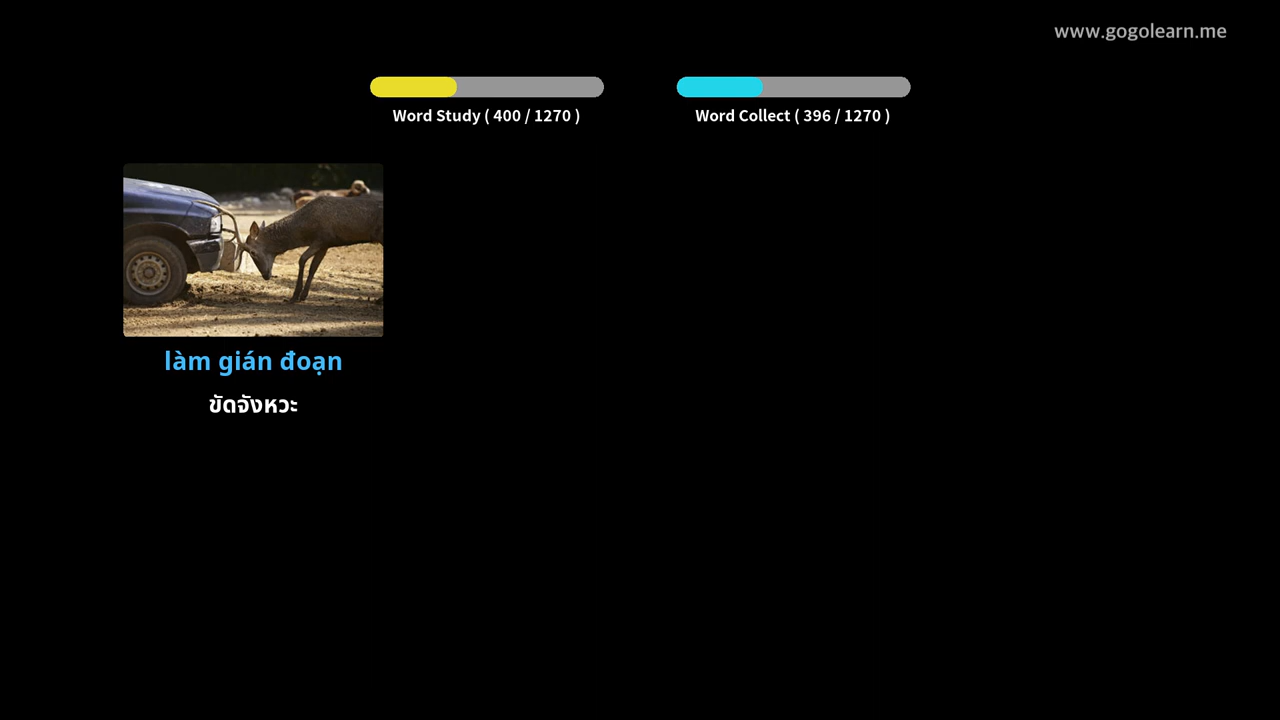 www.gogolearn.me
Word Study ( 400 / 1270 )
Word Collect ( 396 / 1270 )
làm gián đoạn
ขัดจังหวะ